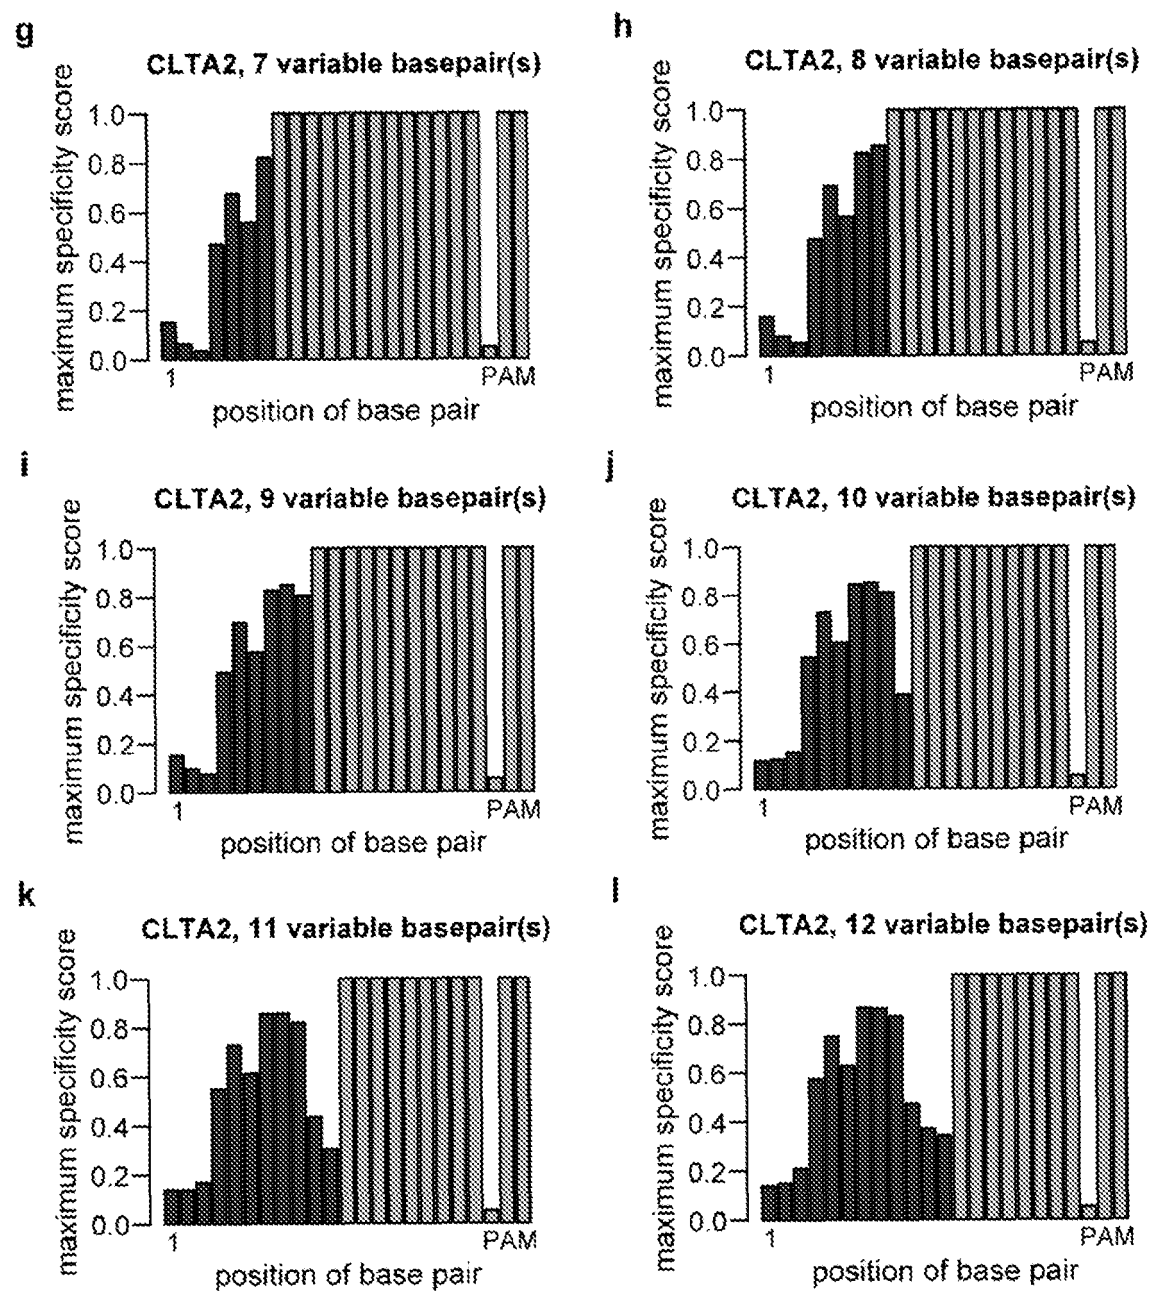 g
CLTA2, 7 variable basepair(s)
maximum specificity score
1.0
0.8
0.6
0.4
0.2
0.0
1
PAM
position of base pair
h
CLTA2, 8 variable basepair(s)
maximum specificity score
1.0
0.8
0.6
0.4
0.2
0.0
1
PAM
position of base pair
i
CLTA2, 9 variable basepair(s)
maximum specificity score
1.0
0.8
0.6
0.4
0.2
0.0
1
PAM
position of base pair
j
CLTA2, 10 variable basepair(s)
maximum specificity score
1.0
0.8
0.6
0.4
0.2
0.0
1
PAM
position of base pair
k
CLTA2, 11 variable basepair(s)
maximum specificity score
1.0
0.8
0.6
0.4
0.2
0.0
1
PAM
position of base pair
l
CLTA2, 12 variable basepair(s)
maximum specificity score
1.0
0.8
0.6
0.4
0.2
0.0
1
PAM
position of base pair